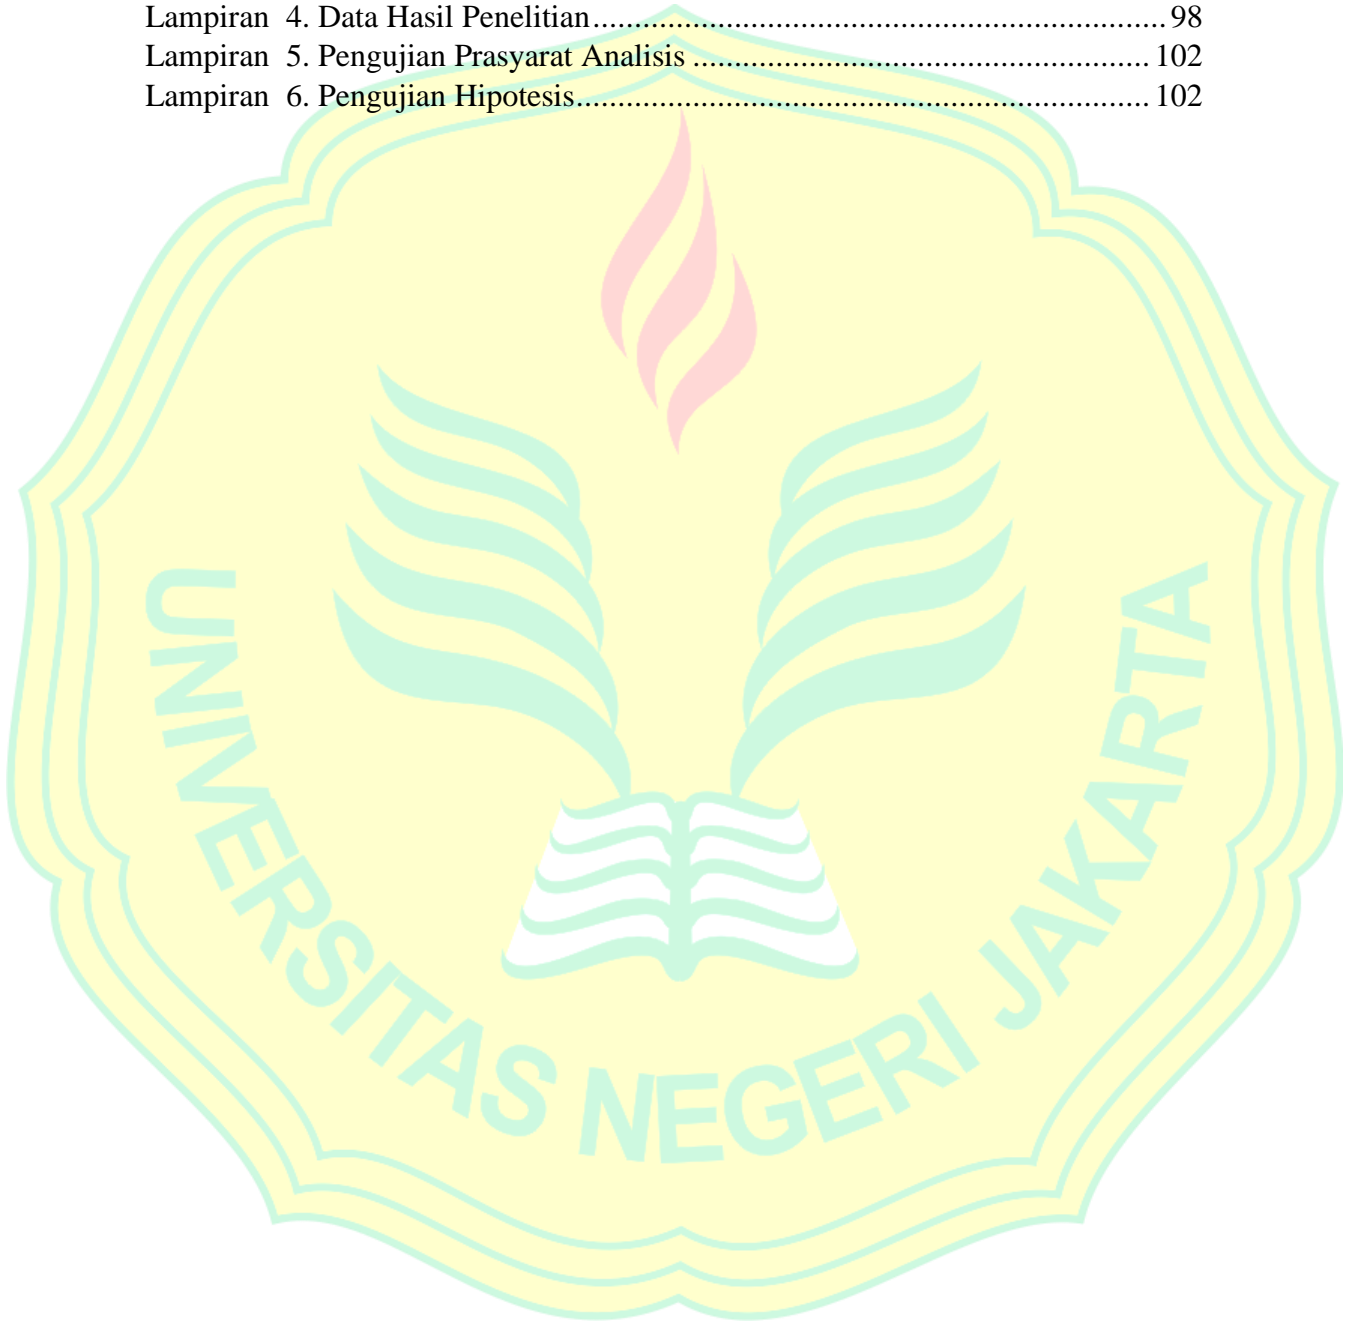 Lampiran  4. Data Hasil Penelitian.....................................................................98
Lampiran  5. Pengujian Prasyarat Analisis .......................................................102
Lampiran  6. Pengujian Hipotesis.....................................................................102
UNIVERSITAS NEGERI JAKARTA